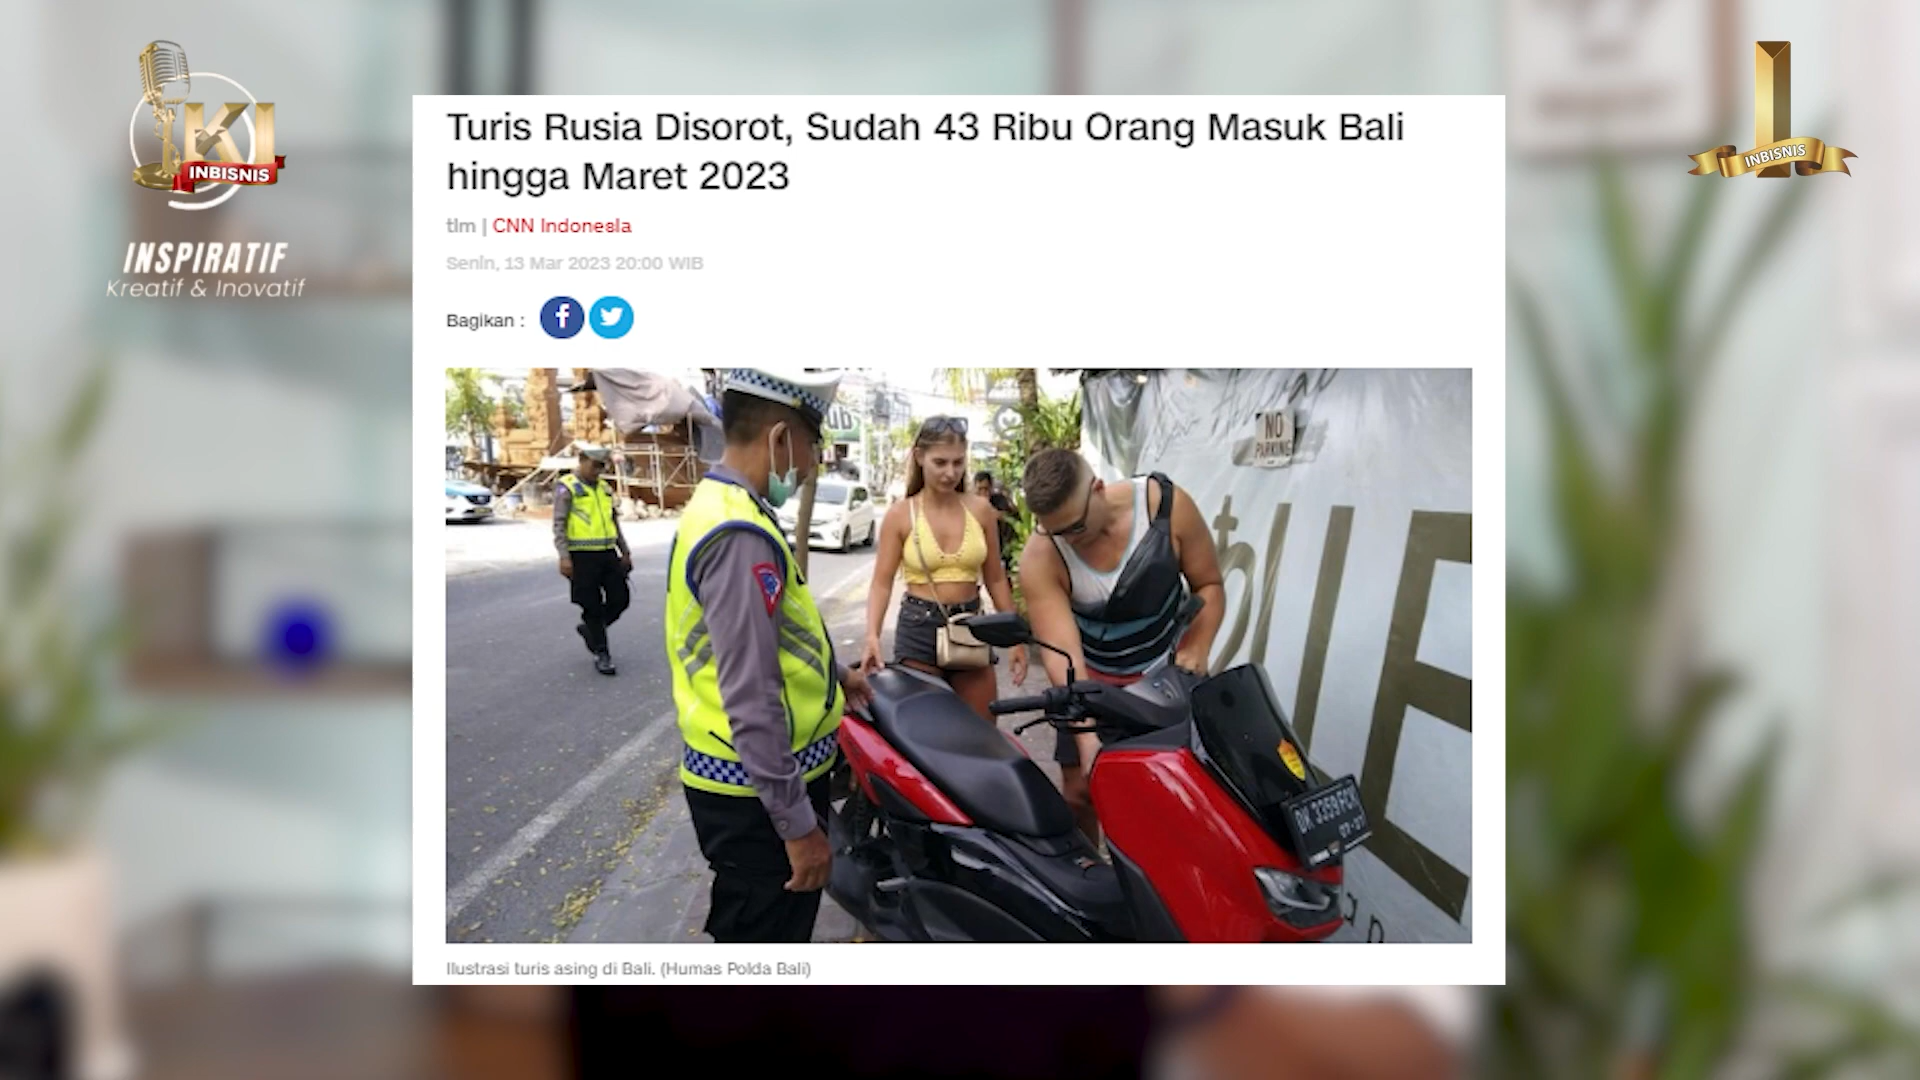 IKI
INBISNIS
INSPIRATIF
Kreatif & Inovatif
INBISNIS
Turis Rusia Disorot, Sudah 43 Ribu Orang Masuk Bali
hingga Maret 2023
tim | CNN Indonesia
Senin, 13 Mar 2023 20:00 WIB
Bagikan :
NO
PARKING
DK 3359 FCK
Ilustrasi turis asing di Bali. (Humas Polda Bali)